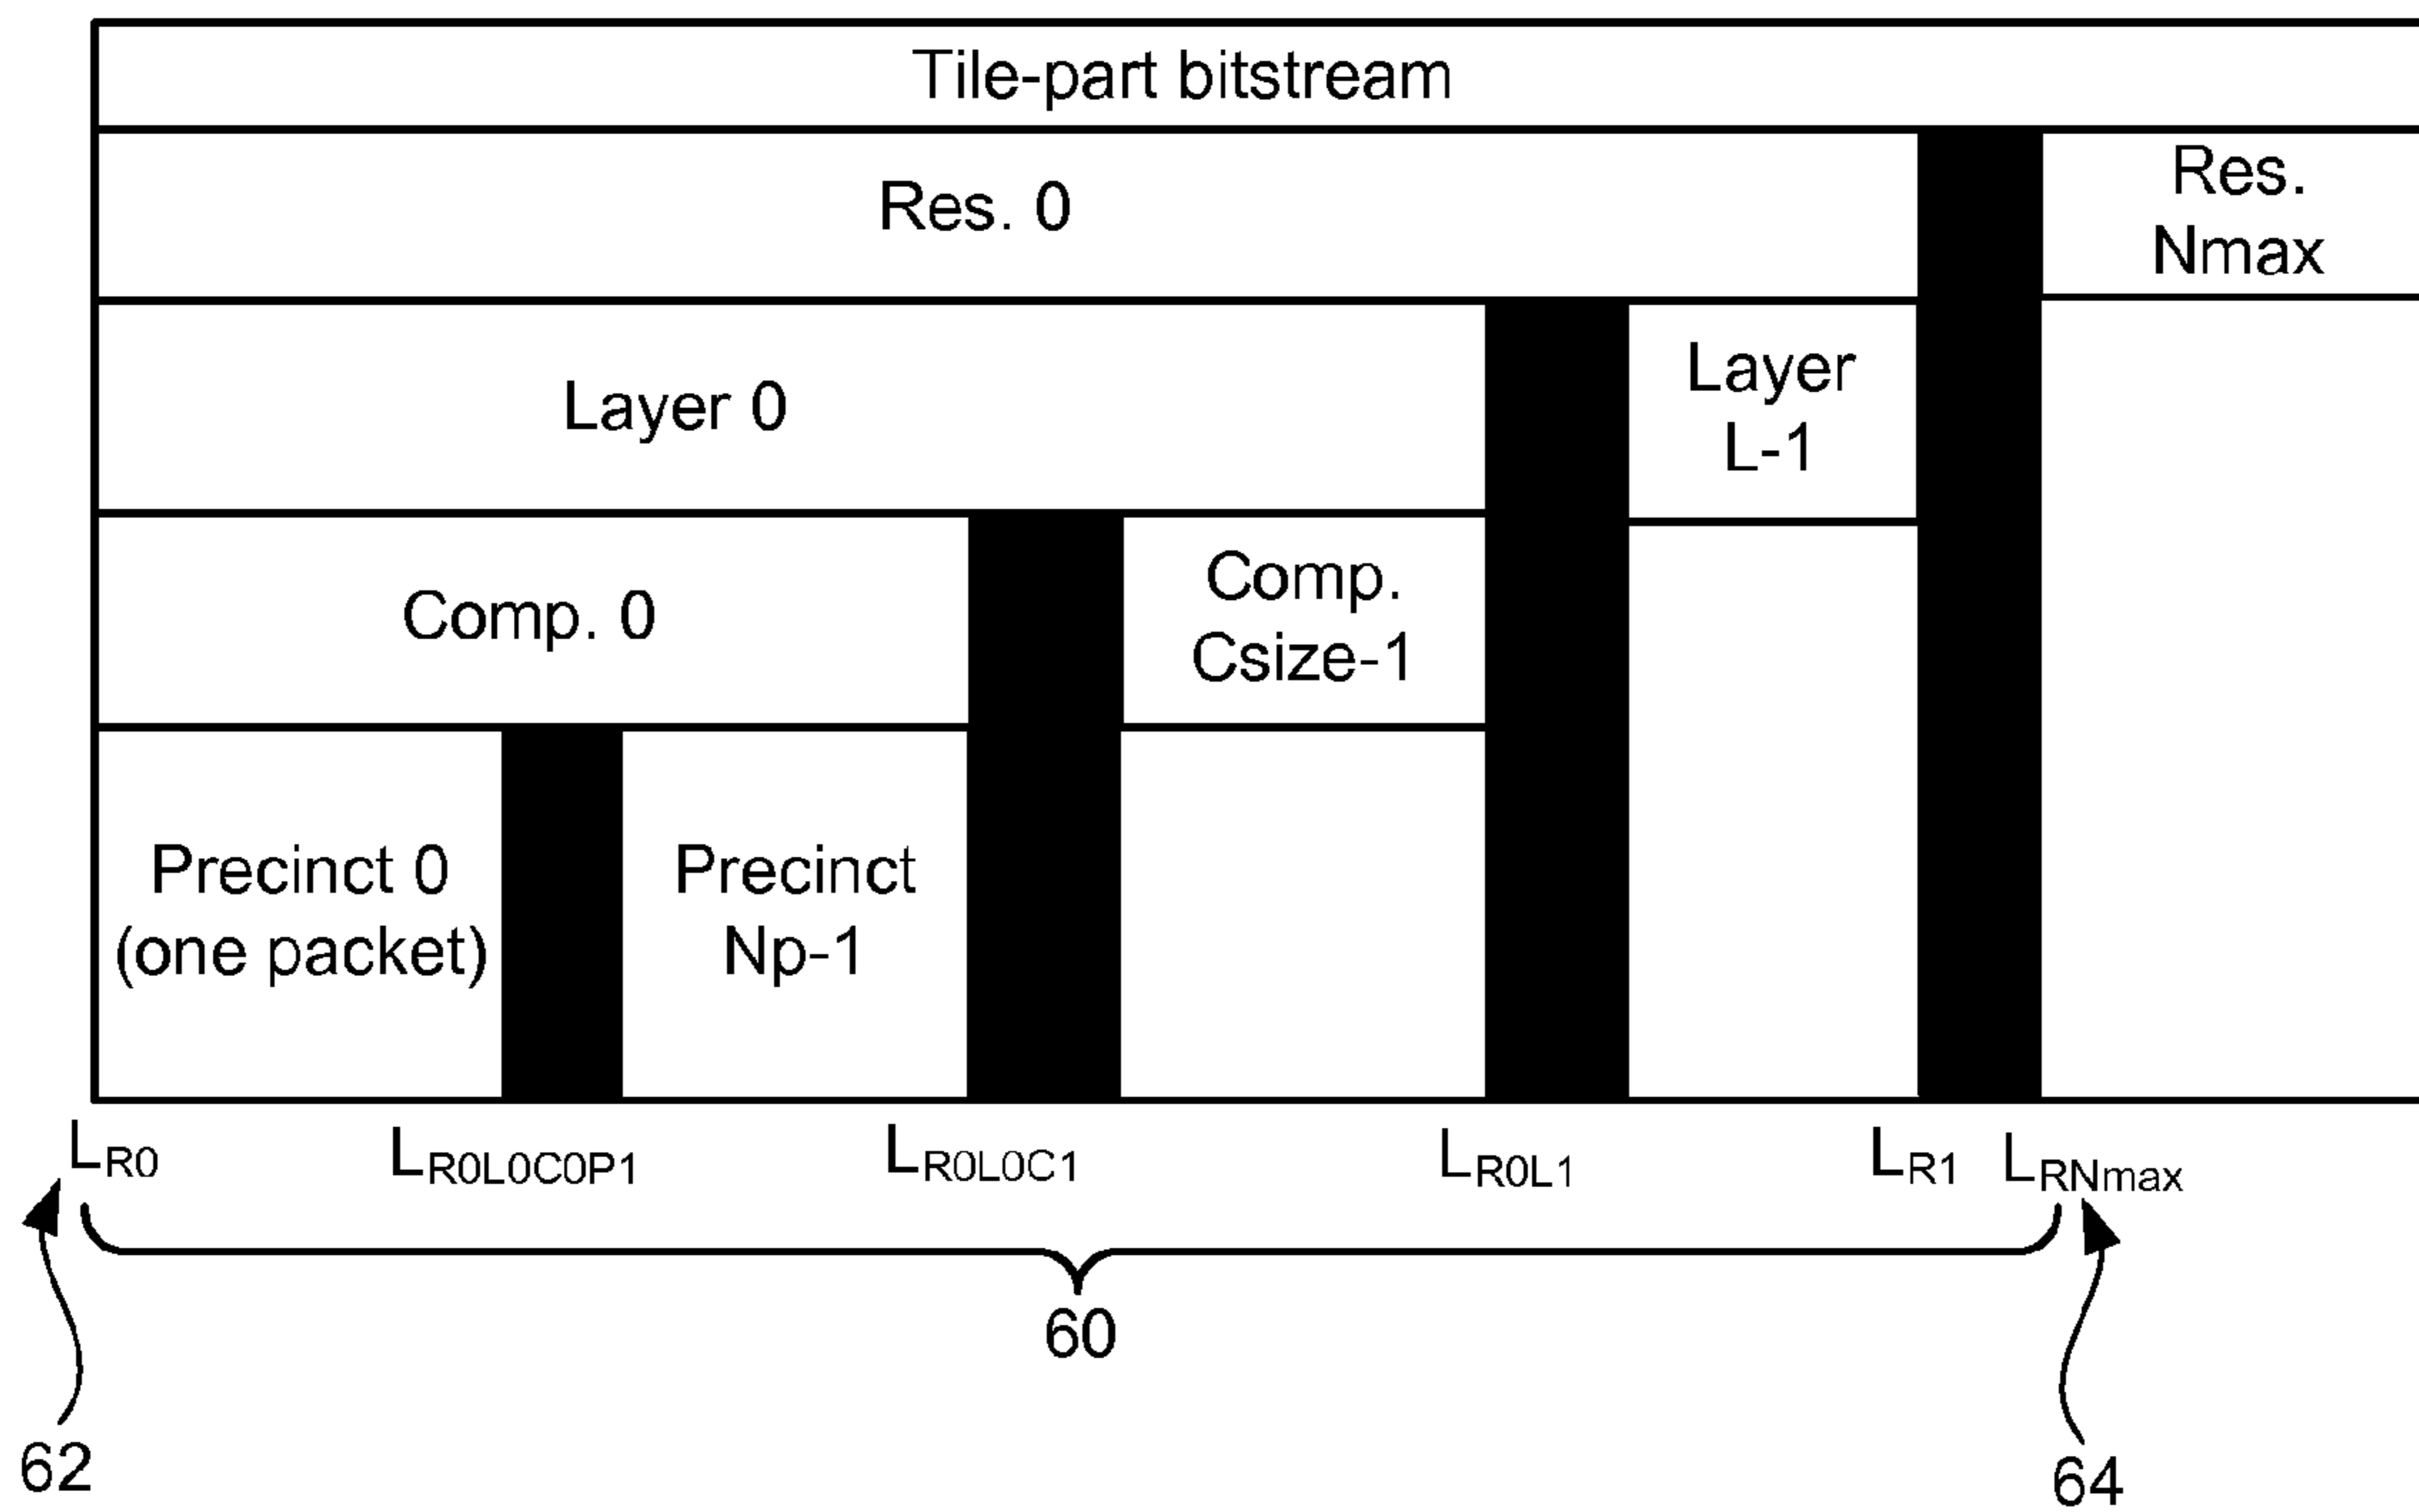 Tile-part bitstream
Res. 0
Res.
Nmax
Layer 0
Layer
L-1
Comp. 0
Comp.
Csize-1
Precinct 0
(one packet)
Precinct
Np-1
LR0 LR0L0C0P1 LR0L0C1 LR0L1 LR1 LRNmax
60
62
64